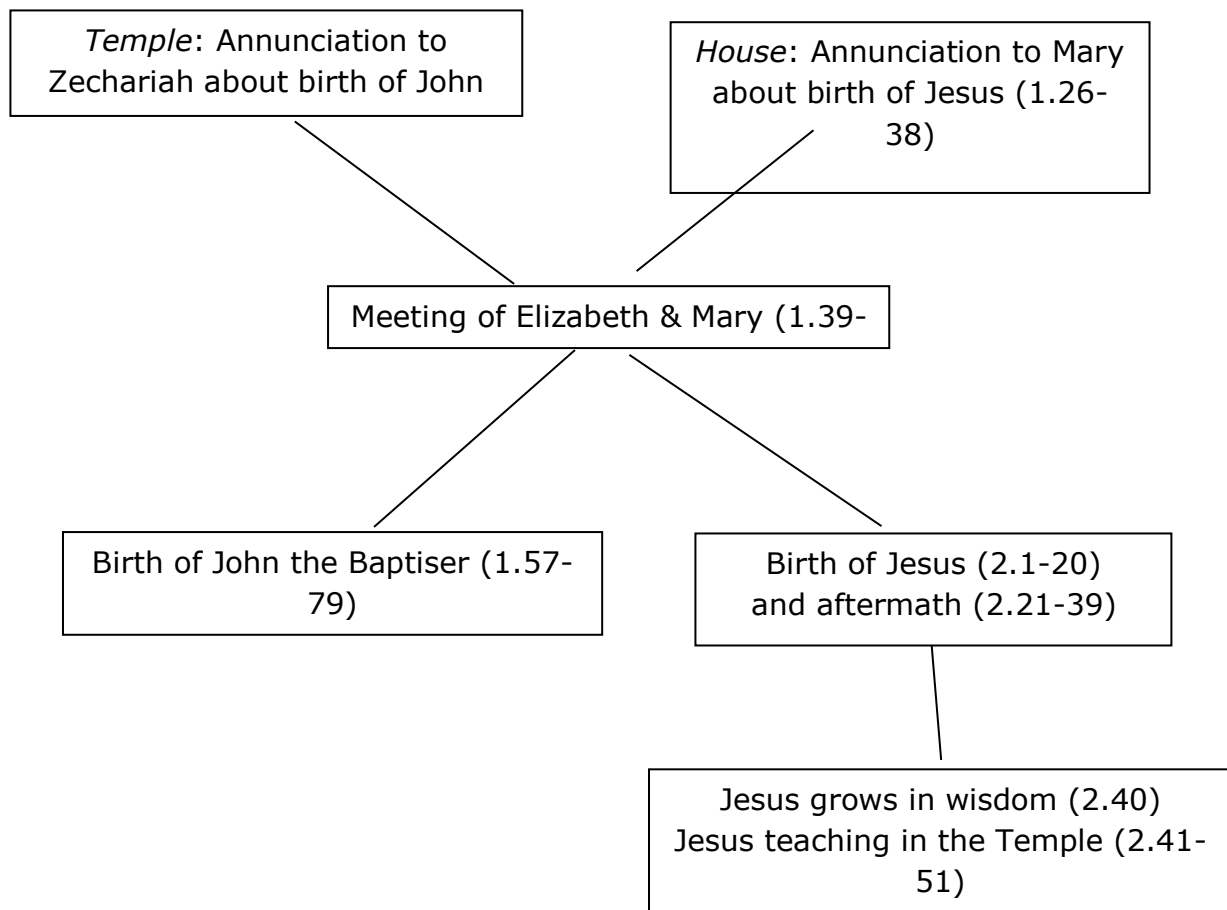 Temple: Annunciation to
Zechariah about birth of John
House: Annunciation to Mary
about birth of Jesus (1.26-
38)
Meeting of Elizabeth & Mary (1.39-
Birth of John the Baptiser (1.57-
79)
Birth of Jesus (2.1-20)
and aftermath (2.21-39)
Jesus grows in wisdom (2.40)
Jesus teaching in the Temple (2.41-
51)